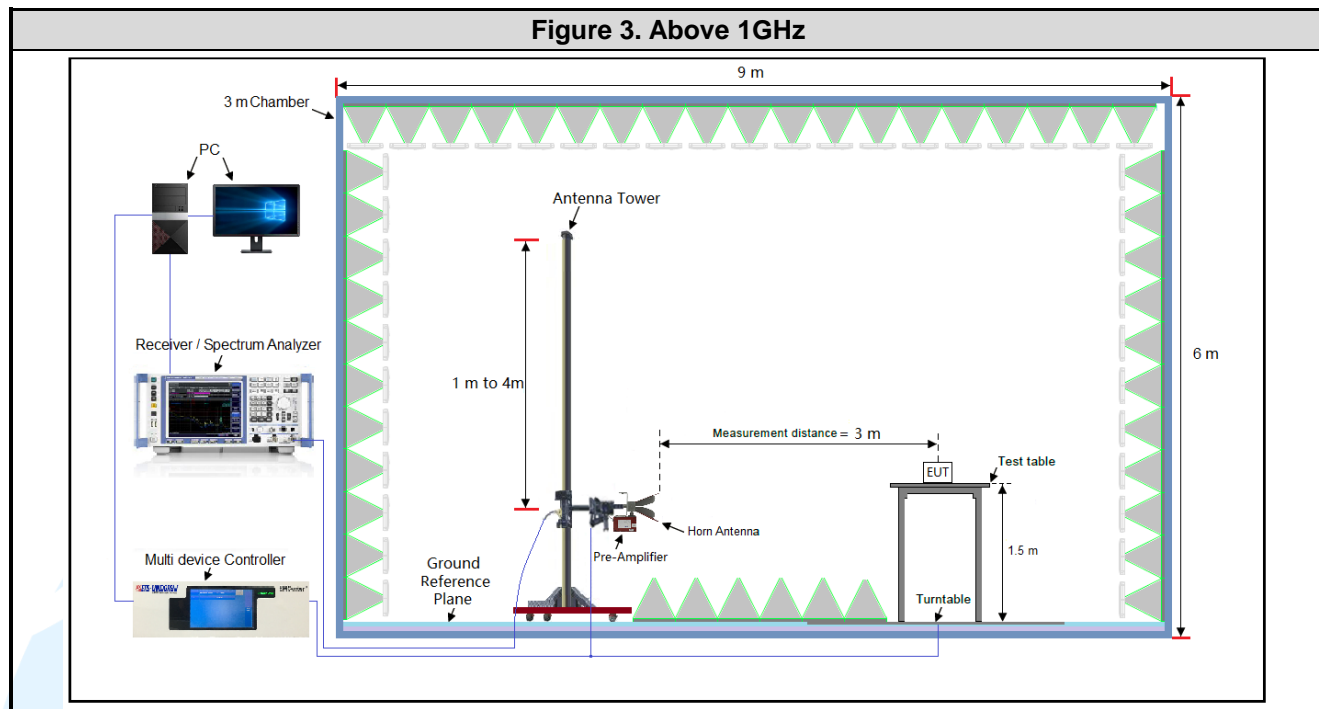 Figure 3. Above 1GHz
9 m
3 m Chamber
PC
Antenna Tower
Receiver / Spectrum Analyzer
6 m
1 m to 4m
Measurement distance = 3 m
EUT
Test table
Horn Antenna
Pre-Amplifier
1.5 m
Multi device Controller
Ground
Reference
Plane
Turntable